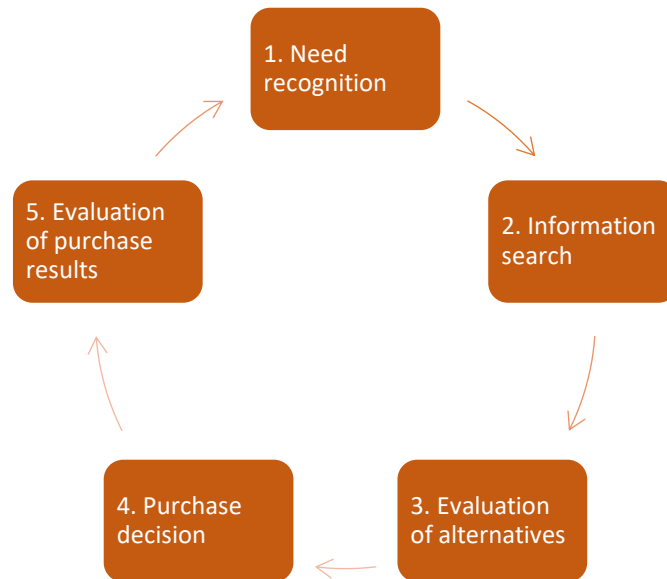 1. Need
recognition
2. Information
search
3. Evaluation
of alternatives
4. Purchase
decision
5. Evaluation
of purchase
results